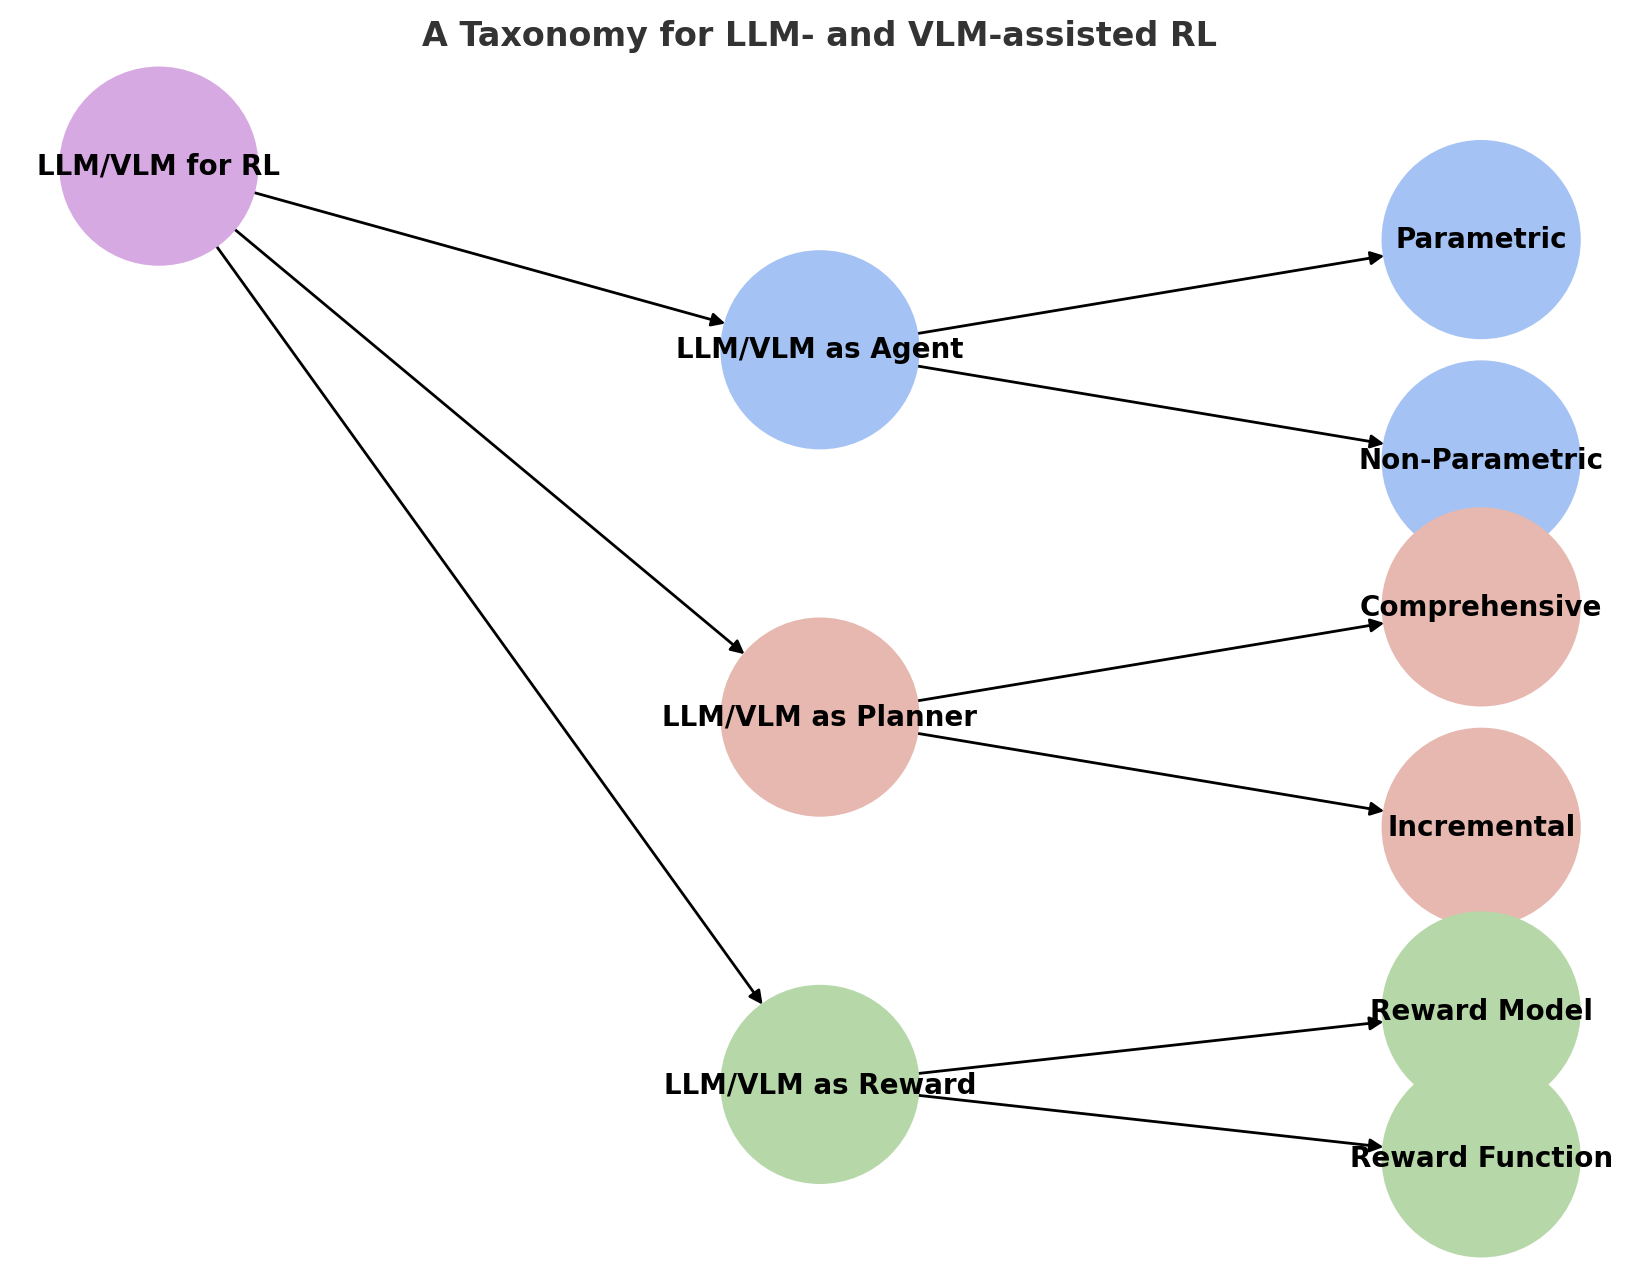 A Taxonomy for LLM- and VLM-assisted RL
LLM/VLM for RL
LLM/VLM as Agent
Parametric
Non-Parametric
LLM/VLM as Planner
Comprehensive
Incremental
LLM/VLM as Reward
Reward Model
Reward Function